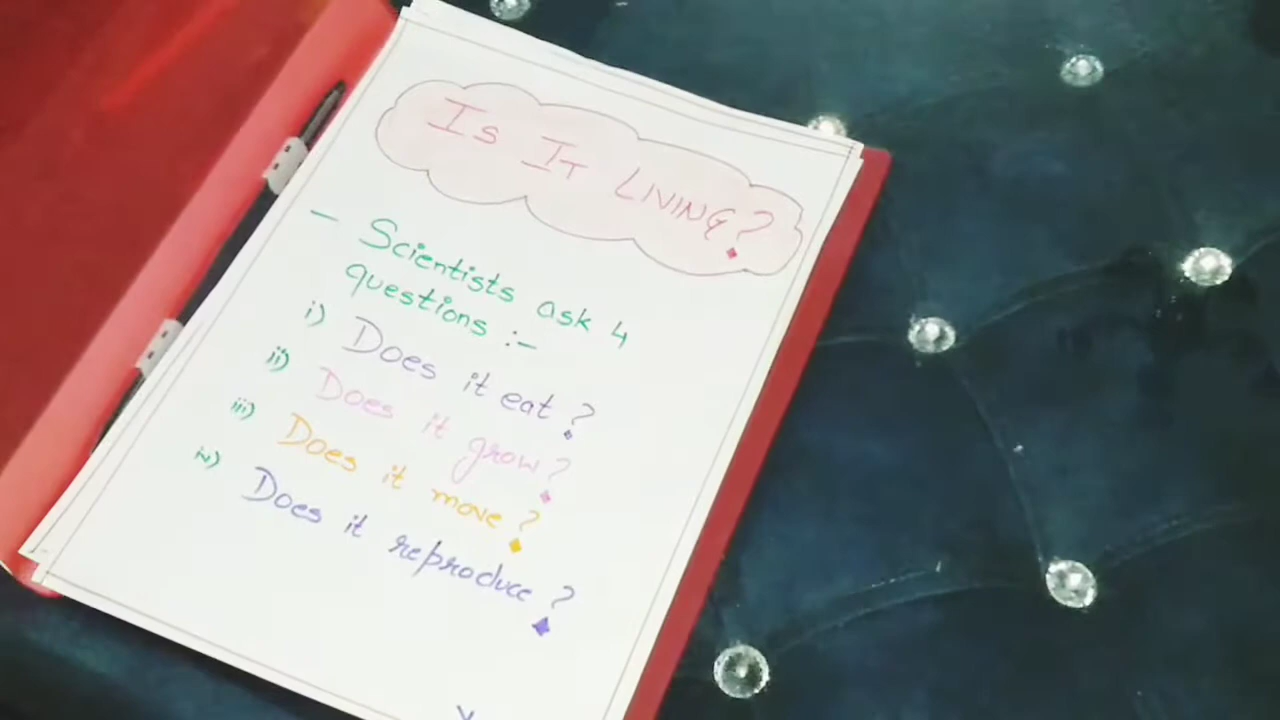 Is It LIVING?
– Scientists ask 4
questions :-
i) Does it eat ?
ii) Does it grow ?
iii) Does it move ?
iv) Does it reproduce ?